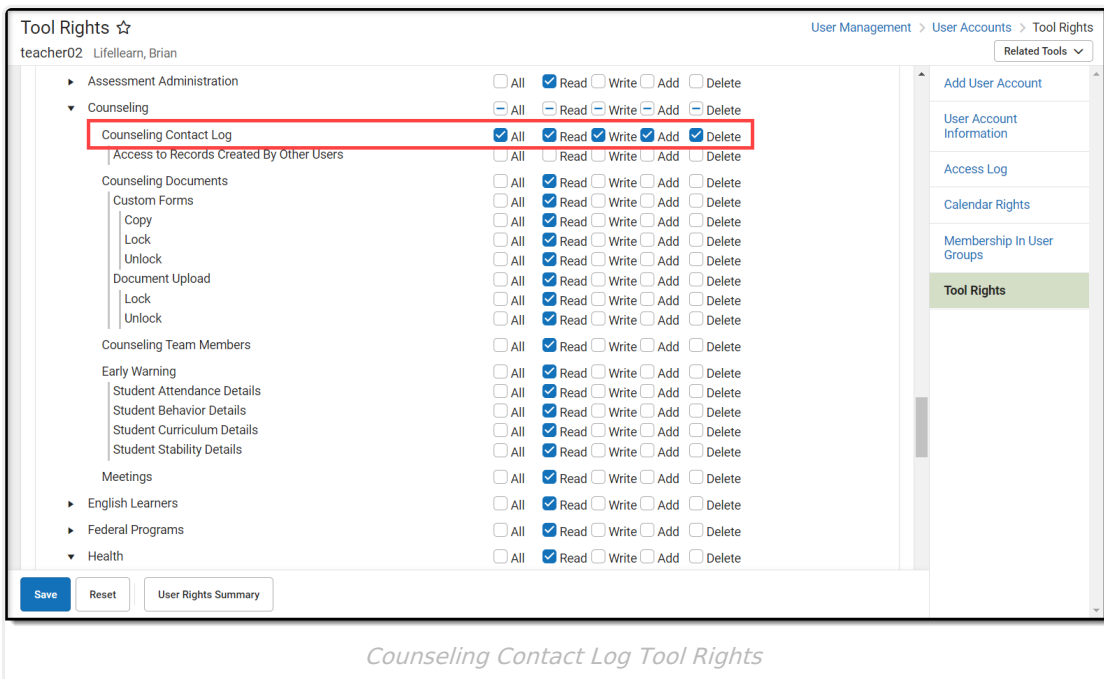 Tool Rights
User Management > User Accounts > Tool Rights
teacher02 Lifellearn, Brian
Related Tools
Assessment Administration All Read Write Add Delete
Counseling All Read Write Add Delete
Counseling Contact Log All Read Write Add Delete
Access to Records Created By Other Users All Read Write Add Delete
Counseling Documents All Read Write Add Delete
Custom Forms All Read Write Add Delete
Copy All Read Write Add Delete
Lock All Read Write Add Delete
Unlock All Read Write Add Delete
Document Upload All Read Write Add Delete
Lock All Read Write Add Delete
Unlock All Read Write Add Delete
Counseling Team Members All Read Write Add Delete
Early Warning All Read Write Add Delete
Student Attendance Details All Read Write Add Delete
Student Behavior Details All Read Write Add Delete
Student Curriculum Details All Read Write Add Delete
Student Stability Details All Read Write Add Delete
Meetings All Read Write Add Delete
English Learners All Read Write Add Delete
Federal Programs All Read Write Add Delete
Health All Read Write Add Delete
Add User Account
User Account
Information
Access Log
Calendar Rights
Membership In User
Groups
Tool Rights
Save Reset User Rights Summary
Counseling Contact Log Tool Rights